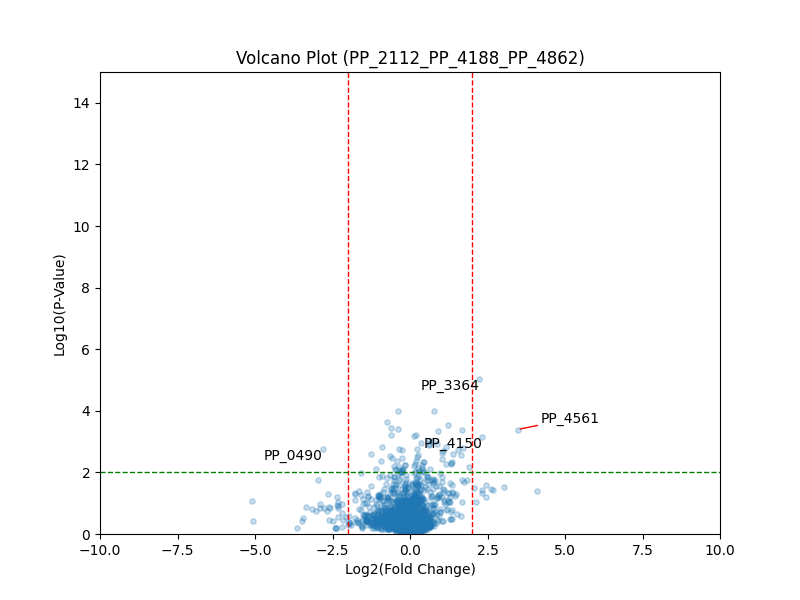 Volcano Plot (PP_2112_PP_4188_PP_4862)
Log10(P-Value)
14
12
10
8
6
4
2
0
PP_3364
PP_4561
PP_4150
PP_0490
−10.0 −7.5 −5.0 −2.5 0.0 2.5 5.0 7.5 10.0
Log2(Fold Change)